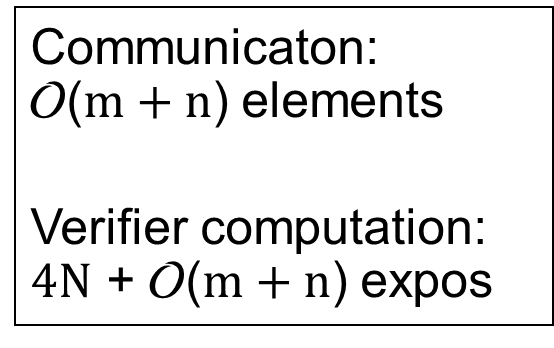 Communicaton:
𝒪(m + n) elements
Verifier computation:
4N + 𝒪(m + n) expos